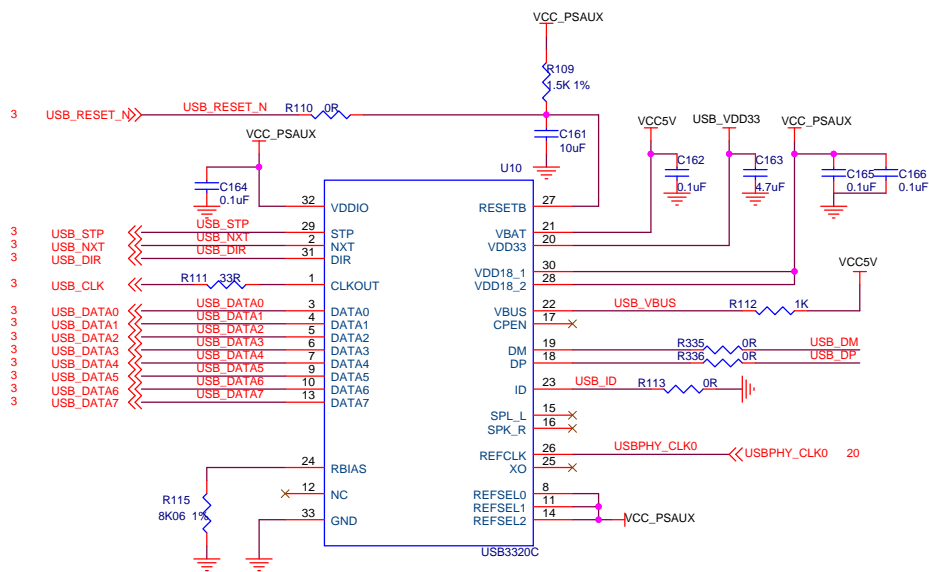 VCC_PSAUX
R109
1.5K 1%
3 USB_RESET_N USB_RESET_N R110 0R
C161
10uF
VCC_PSAUX
VCC5V USB_VDD33 VCC_PSAUX
C162
0.1uF
C163
4.7uF
C165
0.1uF
C166
0.1uF
C164
0.1uF
U10
32 VDDIO RESETB 27
3 USB_STP USB_STP 29 STP VBAT 21
3 USB_NXT USB_NXT 2 NXT VDD33 20
3 USB_DIR USB_DIR 31 DIR
VDD18_1 30
3 USB_CLK R111 33R 1 CLKOUT VDD18_2 28
VCC5V
3 USB_DATA0 USB_DATA0 3 DATA0 VBUS 22 USB_VBUS R112 1K
3 USB_DATA1 USB_DATA1 4 DATA1 CPEN 17
3 USB_DATA2 USB_DATA2 5 DATA2
3 USB_DATA3 USB_DATA3 6 DATA3 DM 19 R335 0R USB_DM
3 USB_DATA4 USB_DATA4 7 DATA4 DP 18 R336 0R USB_DP
3 USB_DATA5 USB_DATA5 9 DATA5
3 USB_DATA6 USB_DATA6 10 DATA6 ID 23 USB_ID R113 0R
3 USB_DATA7 USB_DATA7 13 DATA7
SPL_L 15
SPK_R 16
REFCLK 26 USBPHY_CLK0 USBPHY_CLK0 20
24 RBIAS XO 25
12 NC REFSEL0 8
R115
8K06 1%
REFSEL1 11
33 GND REFSEL2 14 VCC_PSAUX
USB3320C